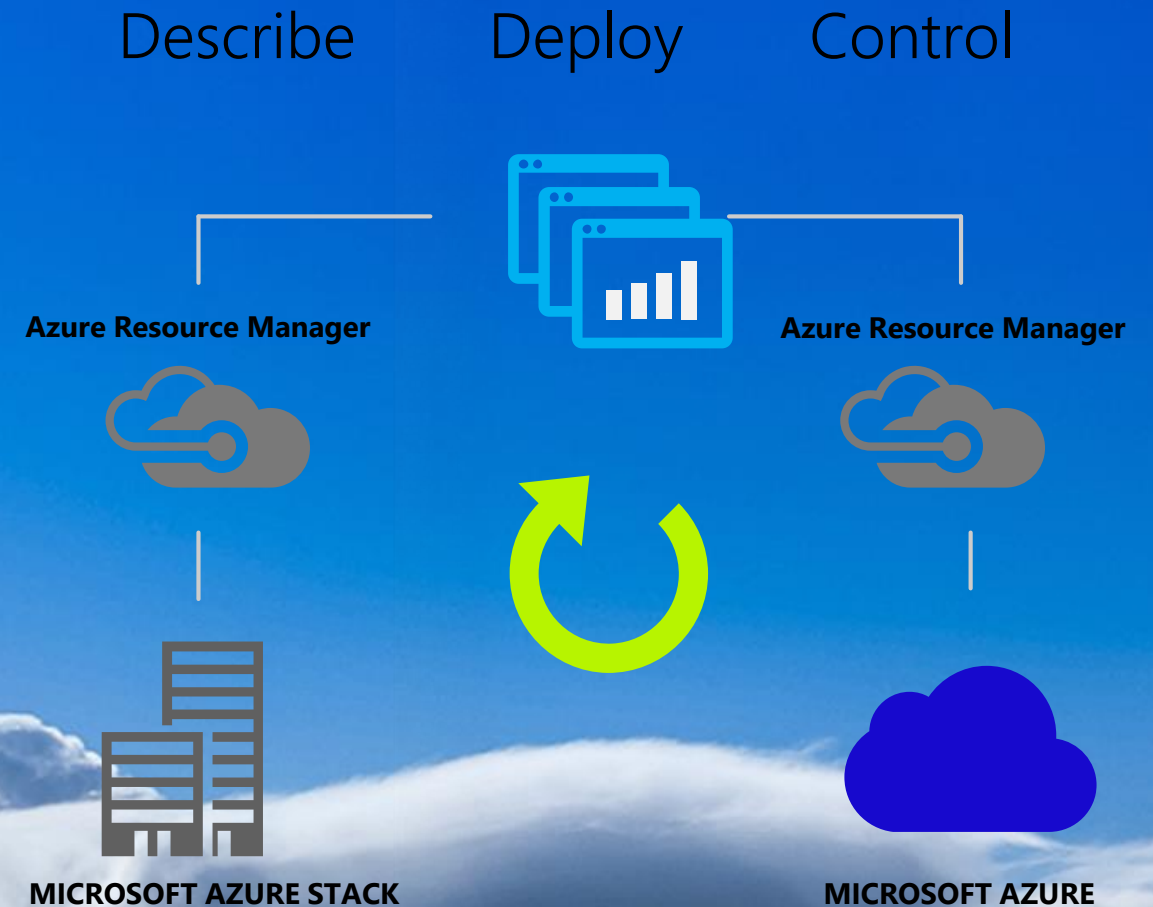 Describe Deploy Control
Azure Resource Manager
Azure Resource Manager
MICROSOFT AZURE STACK
MICROSOFT AZURE